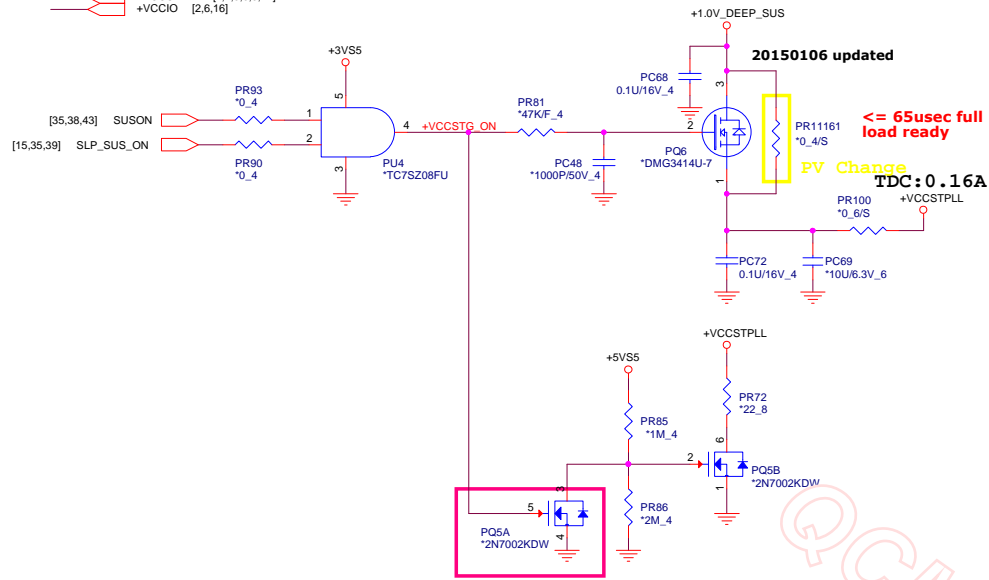 +VCCIO [2,6,16]
+1.0V_DEEP_SUS
20150106 updated
+3VS5
PC68
0.1U/16V_4
3
PR93
*0_4
5
PR81
*47K/F_4
[35,38,43] SUSON
1
4
+VCCSTG_ON
2
PR11161
*0_4/S
<= 65usec full
load ready
[15,35,39] SLP_SUS_ON
2
PR90
*0_4
3
PU4
*TC7SZ08FU
PC48
*1000P/50V_4
PQ6
*DMG3414U-7
1
PV Change
TDC:0.16A
+VCCSTPLL
PR100
*0_6/S
PC72
0.1U/16V_4
PC69
*10U/6.3V_6
+VCCSTPLL
+5VS5
PR72
*22_8
PR85
*1M_4
6
2
PQ5B
*2N7002KDW
1
3
5
PR86
*2M_4
PQ5A
*2N7002KDW
4